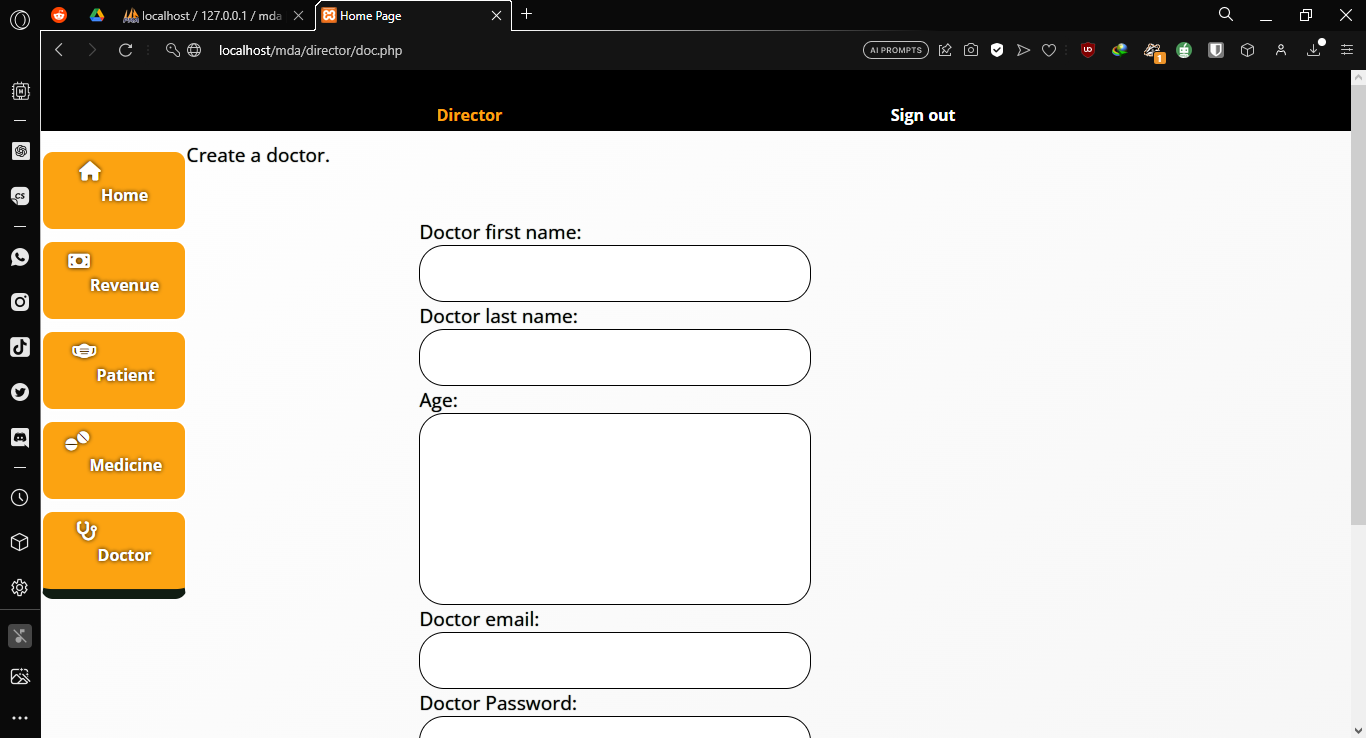 localhost / 127.0.0.1 / mda
Home Page
localhost/mda/director/doc.php
AI PROMPTS
1
Director
Sign out
Create a doctor.
Home
Revenue
Patient
Medicine
Doctor
Doctor first name:
Doctor last name:
Age:
Doctor email:
Doctor Password: